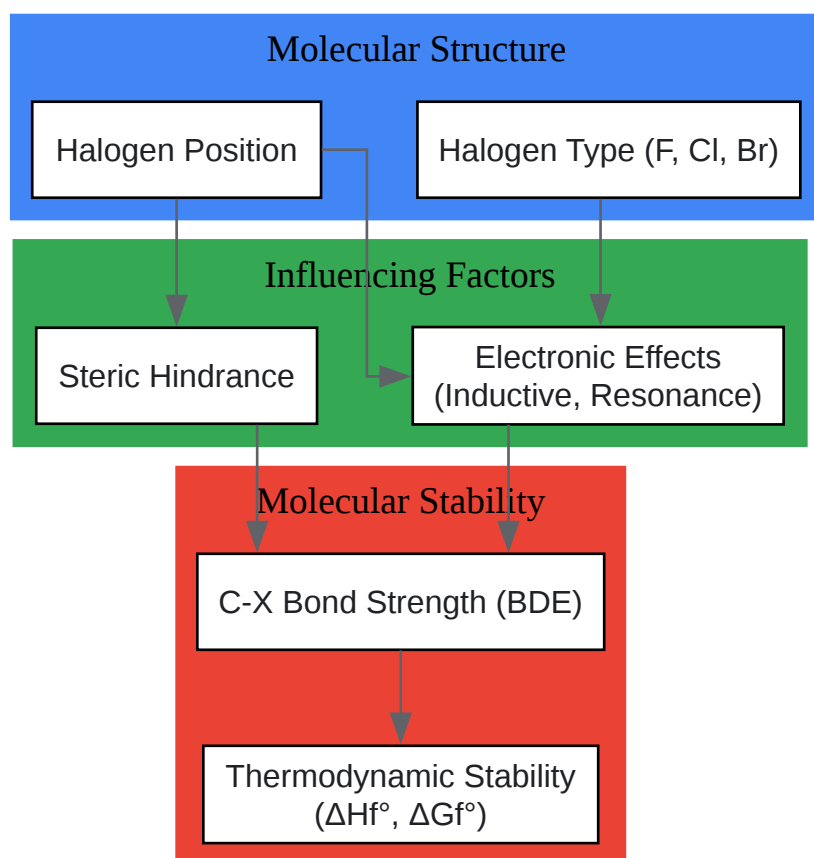 Molecular Structure
Halogen Position
Halogen Type (F, Cl, Br)
Influencing Factors
Steric Hindrance
Electronic Effects
(Inductive, Resonance)
Molecular Stability
C-X Bond Strength (BDE)
Thermodynamic Stability
(ΔHf°, ΔGf°)